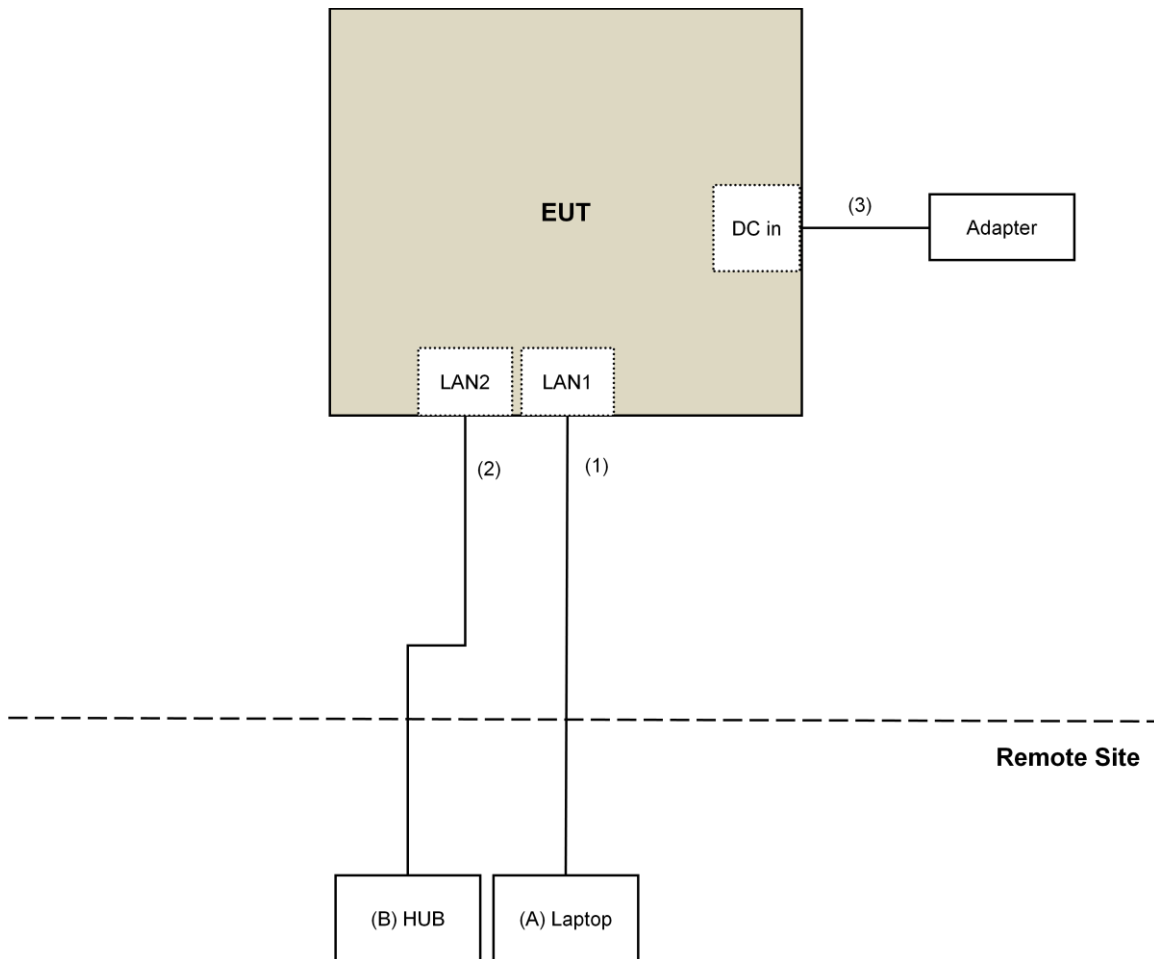 EUT
DC in
(3)
Adapter
LAN2
LAN1
(2)
(1)
Remote Site
(B) HUB
(A) Laptop